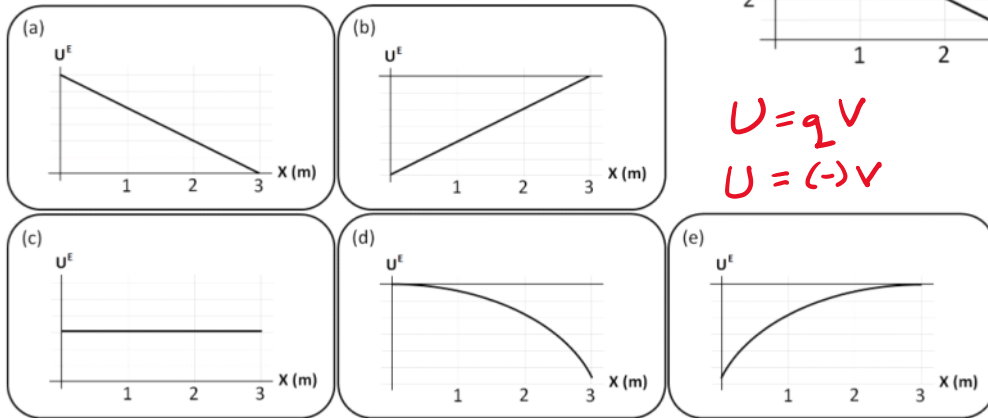 2
1 2
(a)
U^E
X (m)
1 2 3
(b)
U^E
X (m)
1 2 3
U = qV
U = (-)V
(c)
U^E
X (m)
1 2 3
(d)
U^E
X (m)
1 2 3
(e)
U^E
X (m)
1 2 3